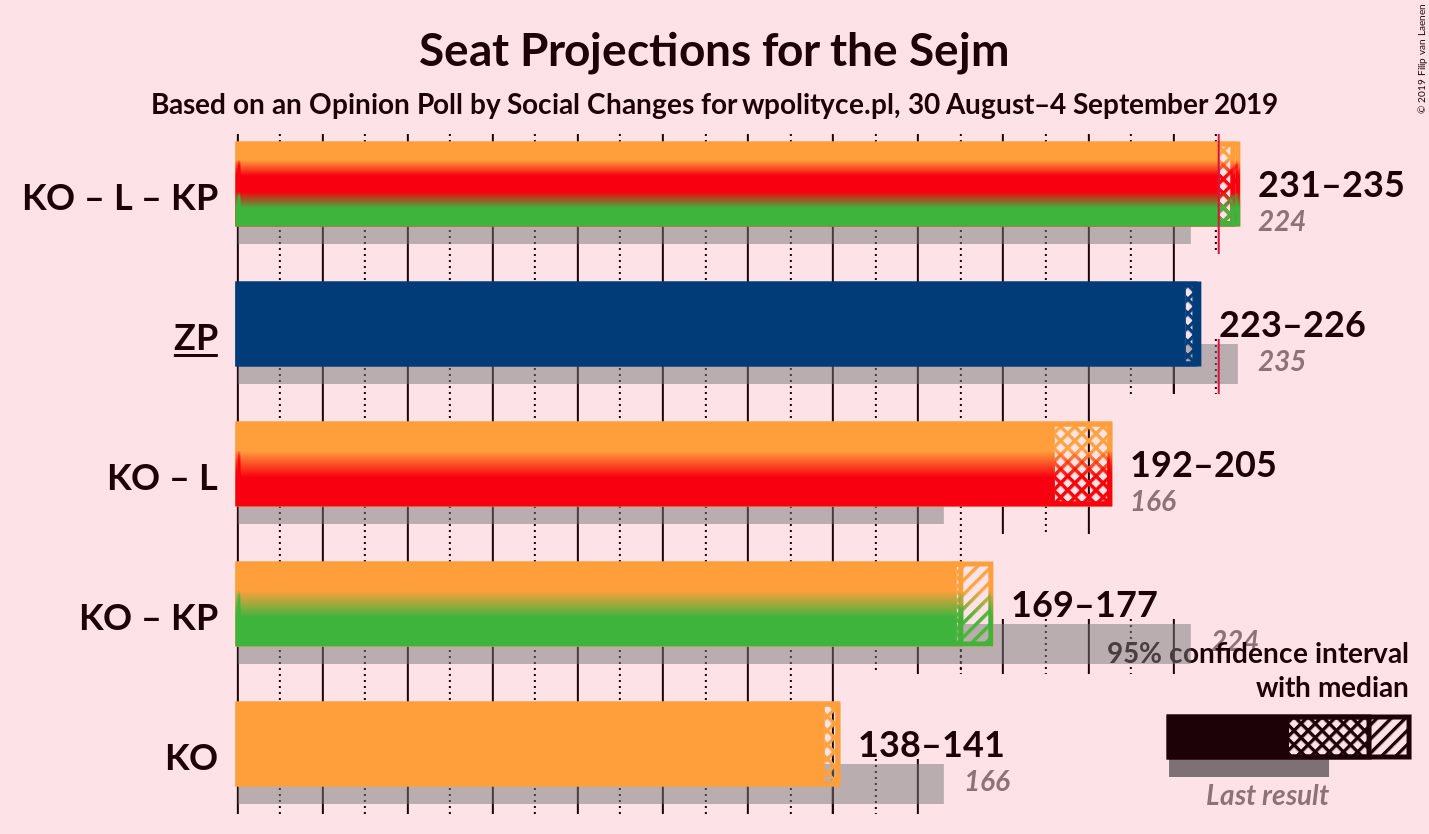 Seat Projections for the Sejm
Based on an Opinion Poll by Social Changes for wpolityce.pl, 30 August–4 September 2019
© 2019 Filip van Laenen
KO – L – KP
231–235
224
ZP
223–226
235
KO – L
192–205
166
KO – KP
169–177
224
KO
138–141
166
95% confidence interval
with median
Last result